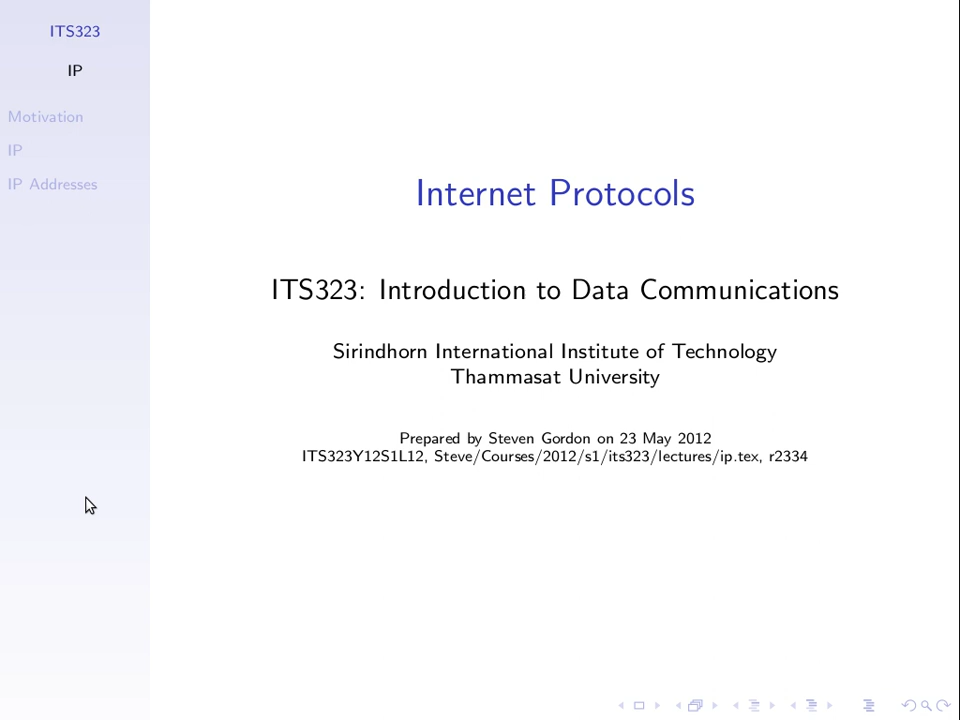 ITS323
IP
Motivation
IP
IP Addresses
Internet Protocols
ITS323: Introduction to Data Communications
Sirindhorn International Institute of Technology
Thammasat University
Prepared by Steven Gordon on 23 May 2012
ITS323Y12S1L12, Steve/Courses/2012/s1/its323/lectures/ip.tex, r2334